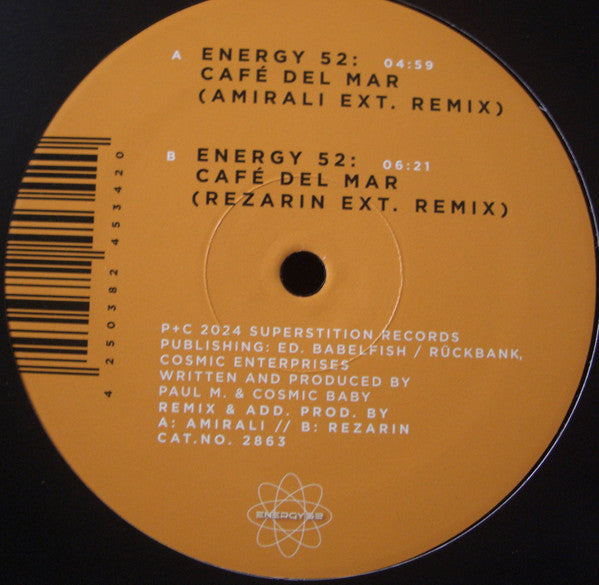 A ENERGY 52: 04:59
CAFÉ DEL MAR
(AMIRALI EXT. REMIX)
B ENERGY 52: 06:21
CAFÉ DEL MAR
(REZARIN EXT. REMIX)
4 250382 453420
P+C 2024 SUPERSTITION RECORDS
PUBLISHING: ED. BABELFISH / RÜCKBANK,
COSMIC ENTERPRISES
WRITTEN AND PRODUCED BY
PAUL M. & COSMIC BABY
REMIX & ADD. PROD. BY
A: AMIRALI // B: REZARIN
CAT.NO. 2863
ENERGY52